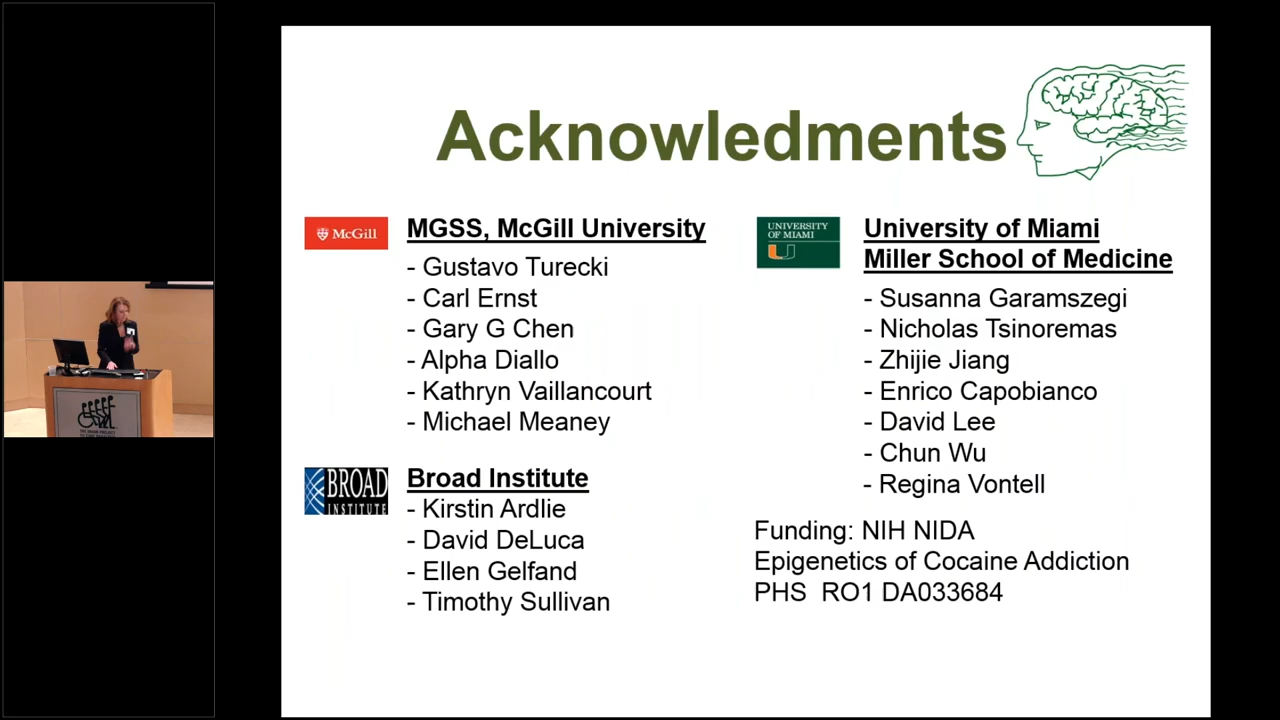 Acknowledments
McGill
MGSS, McGill University
- Gustavo Turecki
- Carl Ernst
- Gary G Chen
- Alpha Diallo
- Kathryn Vaillancourt
- Michael Meaney
BROAD
INSTITUTE
Broad Institute
- Kirstin Ardlie
- David DeLuca
- Ellen Gelfand
- Timothy Sullivan
UNIVERSITY
OF MIAMI
University of Miami
Miller School of Medicine
- Susanna Garamszegi
- Nicholas Tsinoremas
- Zhijie Jiang
- Enrico Capobianco
- David Lee
- Chun Wu
- Regina Vontell
Funding: NIH NIDA
Epigenetics of Cocaine Addiction
PHS RO1 DA033684